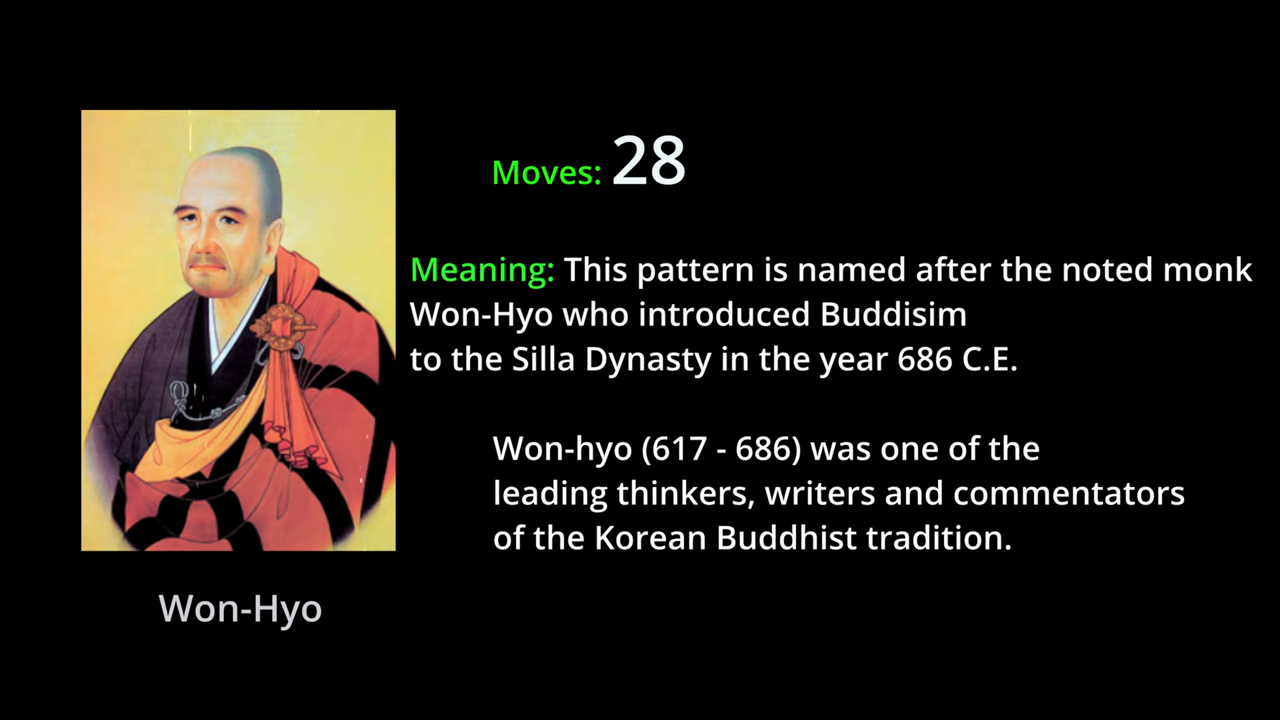 Moves: 28
Meaning: This pattern is named after the noted monk
Won-Hyo who introduced Buddisim
to the Silla Dynasty in the year 686 C.E.
Won-hyo (617 - 686) was one of the
leading thinkers, writers and commentators
of the Korean Buddhist tradition.
Won-Hyo